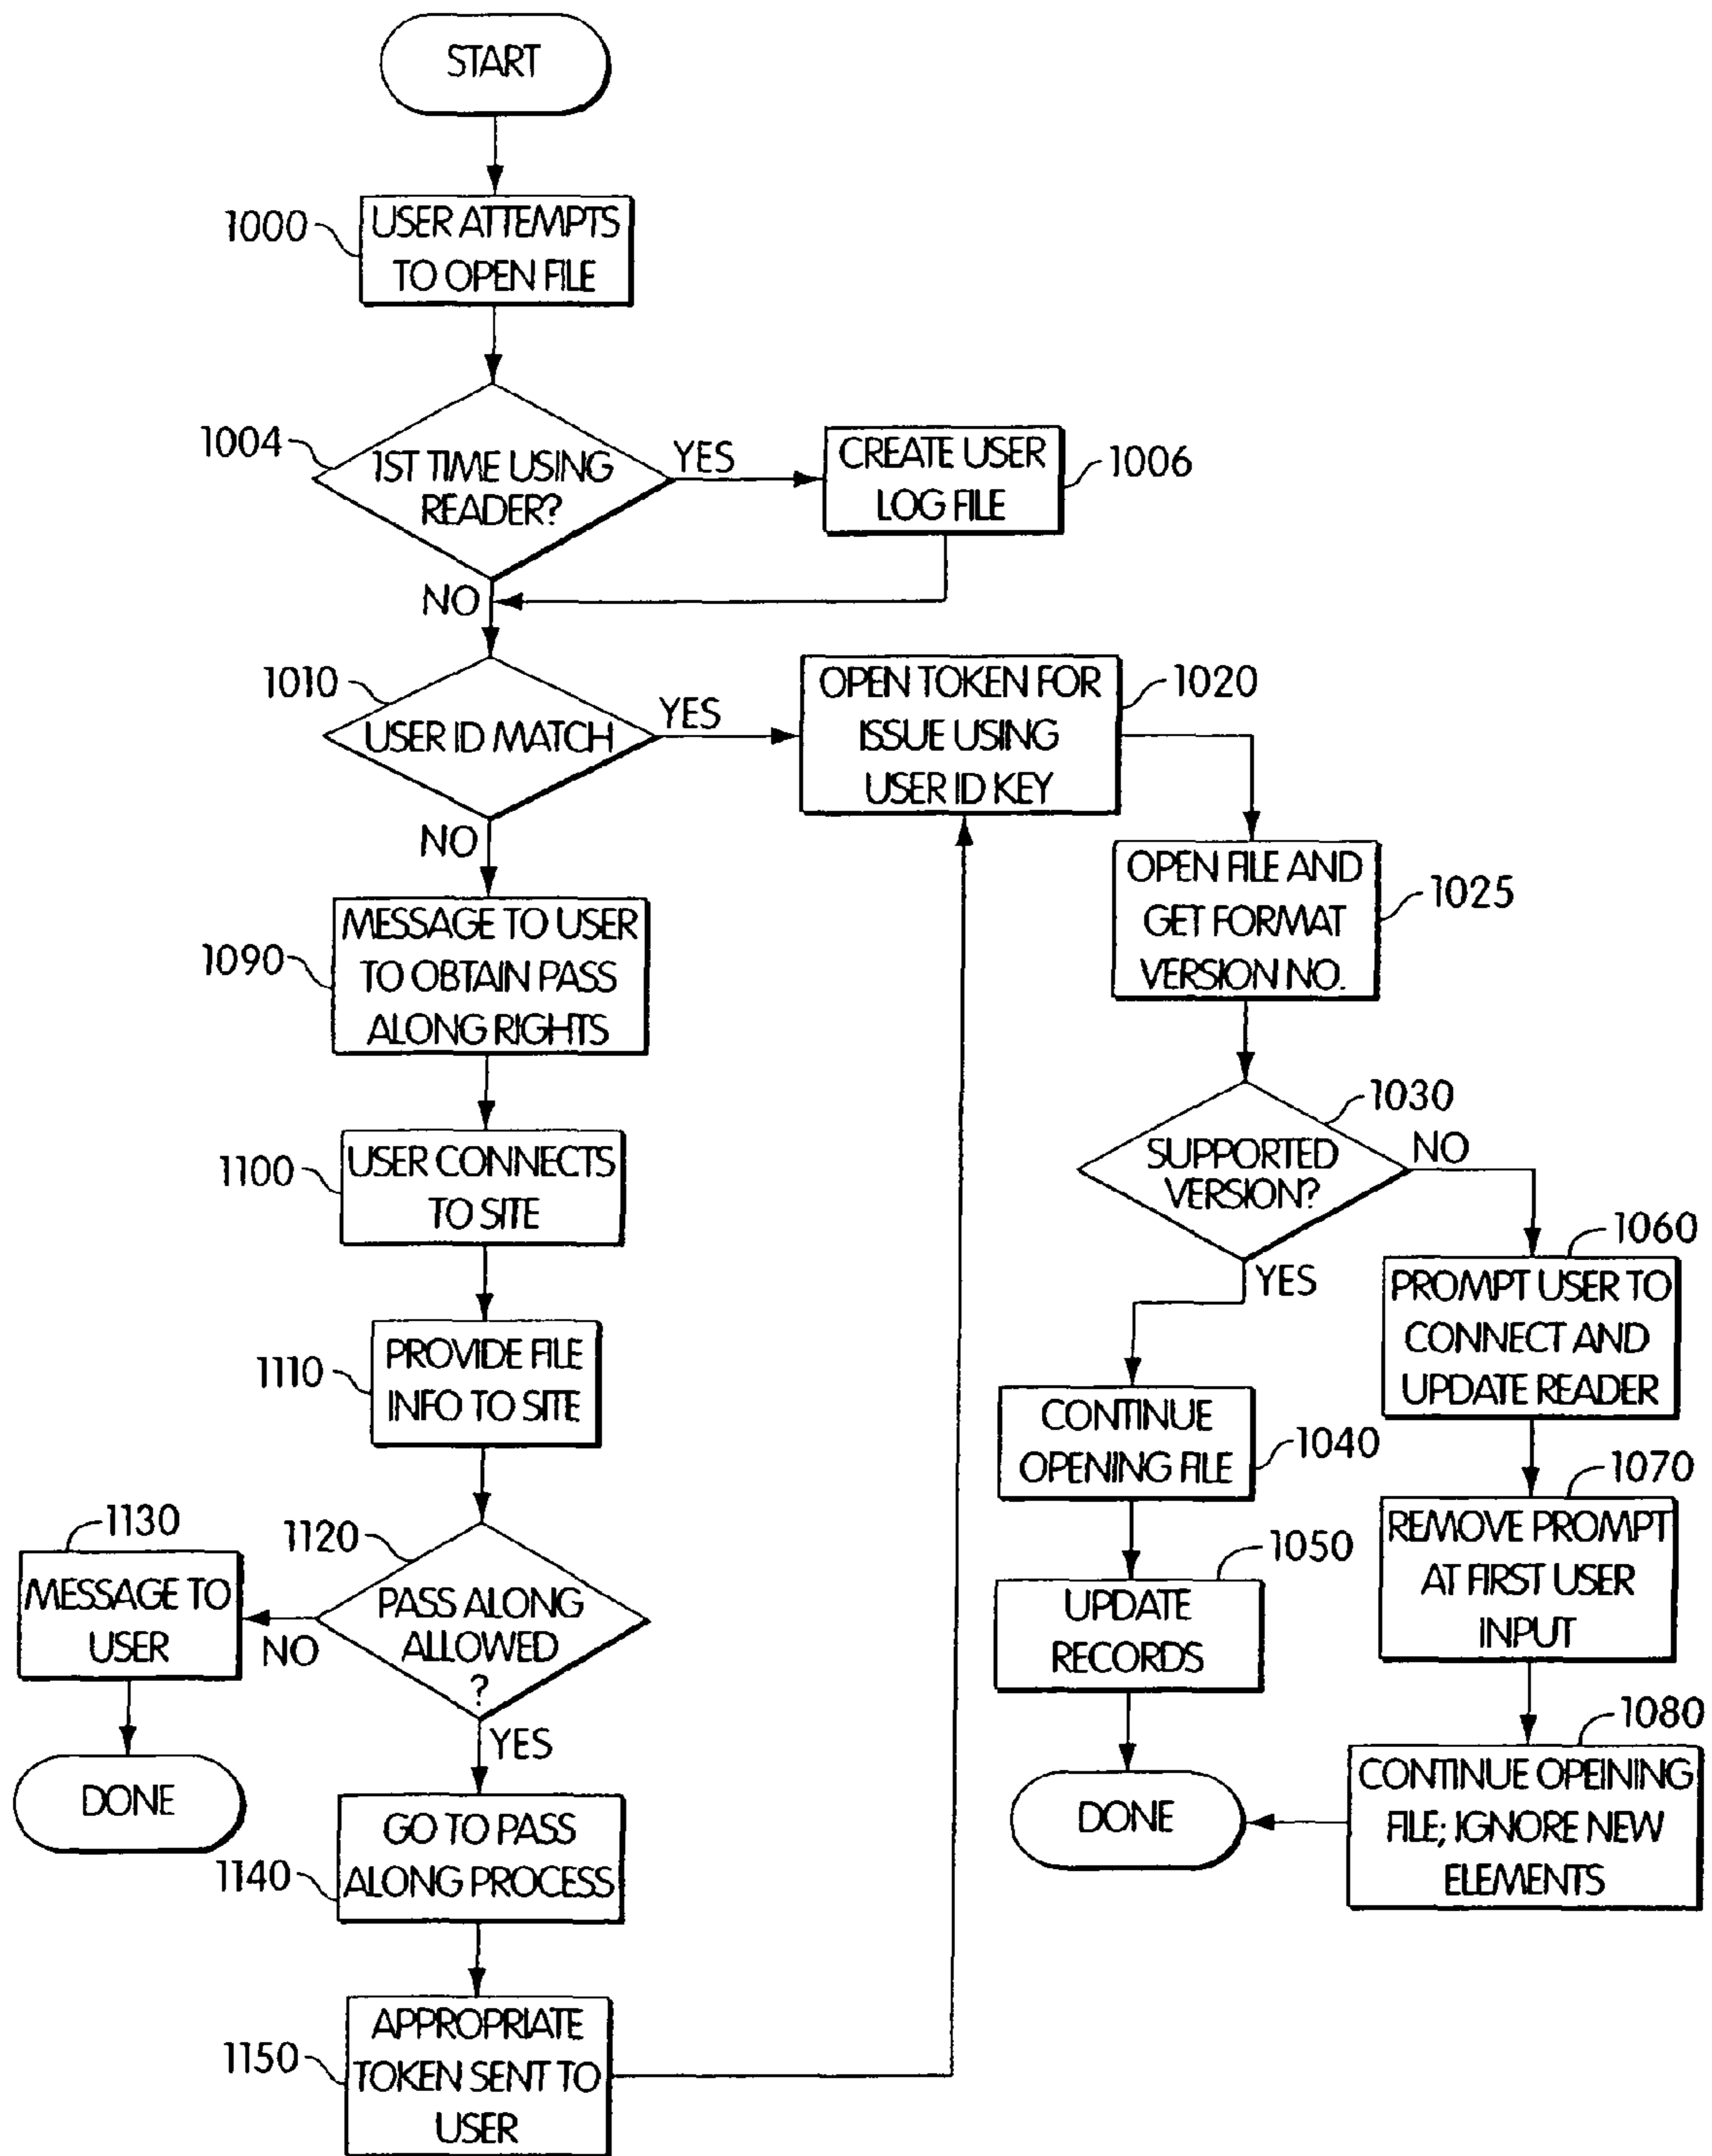 START
1000
USER ATTEMPTS
TO OPEN FILE
1004
1ST TIME USING
READER?
YES
CREATE USER
LOG FILE
1006
NO
1010
USER ID MATCH
YES
OPEN TOKEN FOR
ISSUE USING
USER ID KEY
1020
NO
OPEN FILE AND
GET FORMAT
VERSION NO.
1025
1090
MESSAGE TO USER
TO OBTAIN PASS
ALONG RIGHTS
1030
SUPPORTED
VERSION?
NO
YES
1100
USER CONNECTS
TO SITE
1060
PROMPT USER TO
CONNECT AND
UPDATE READER
1110
PROVIDE FILE
INFO TO SITE
CONTINUE
OPENING FILE
1040
1070
REMOVE PROMPT
AT FIRST USER
INPUT
1120
PASS ALONG
ALLOWED
?
NO
1130
MESSAGE TO
USER
DONE
YES
1050
UPDATE
RECORDS
DONE
1080
CONTINUE OPEINING
FILE; IGNORE NEW
ELEMENTS
1140
GO TO PASS
ALONG PROCESS
1150
APPROPRIATE
TOKEN SENT TO
USER